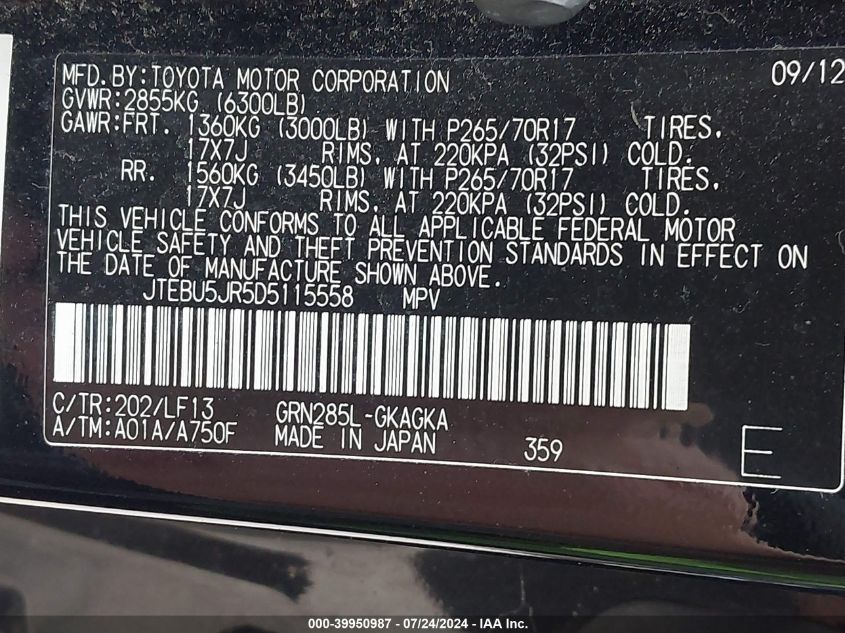 MFD.BY:TOYOTA MOTOR CORPORATION 09/12
GVWR:2855KG (6300LB)
GAWR:FRT. 1360KG (3000LB) WITH P265/70R17 TIRES.
17X7J RIMS. AT 220KPA (32PSI) COLD.
RR. 1560KG (3450LB) WITH P265/70R17 TIRES.
17X7J RIMS. AT 220KPA (32PSI) COLD.
THIS VEHICLE CONFORMS TO ALL APPLICABLE FEDERAL MOTOR
VEHICLE SAFETY AND THEFT PREVENTION STANDARDS IN EFFECT ON
THE DATE OF MANUFACTURE SHOWN ABOVE.
JTEBU5JR5D5115558 MPV
C/TR:202/LF13 GRN285L-GKAGKA
A/TM:A01A/A750F MADE IN JAPAN 359 E
000-39950987 / 07/24/2024 - IAA Inc.